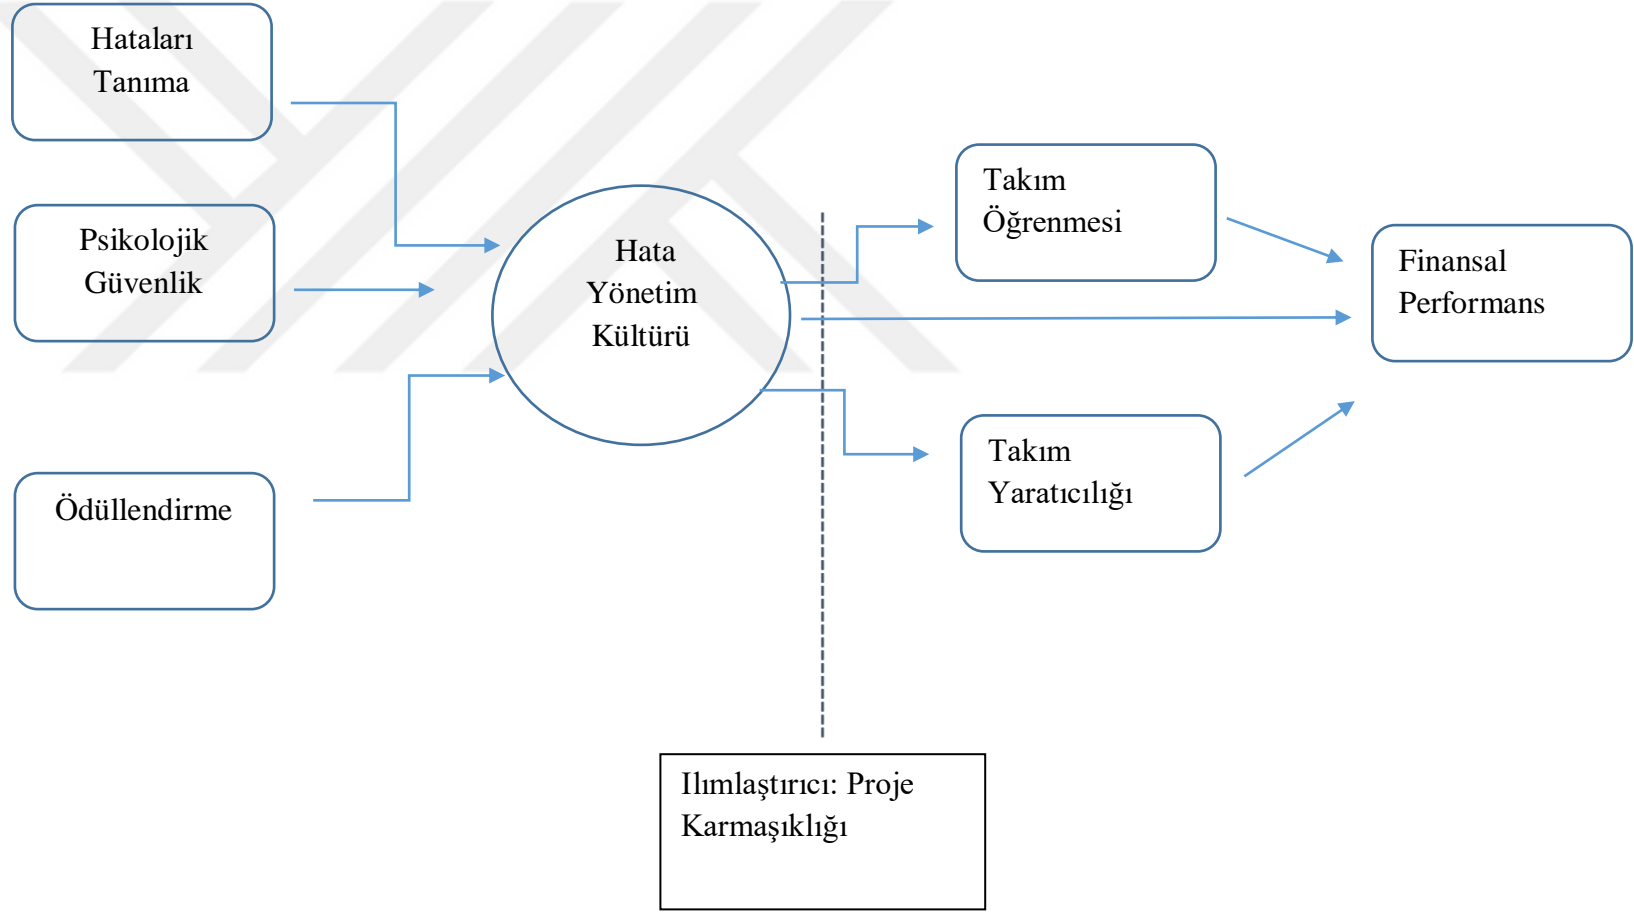 Hataları
Tanıma
Psikolojik
Güvenlik
Ödüllendirme
Hata
Yönetim
Kültürü
Takım
Öğrenmesi
Takım
Yaratıcılığı
Finansal
Performans
Ilımlaştırıcı: Proje
Karmaşıklığı